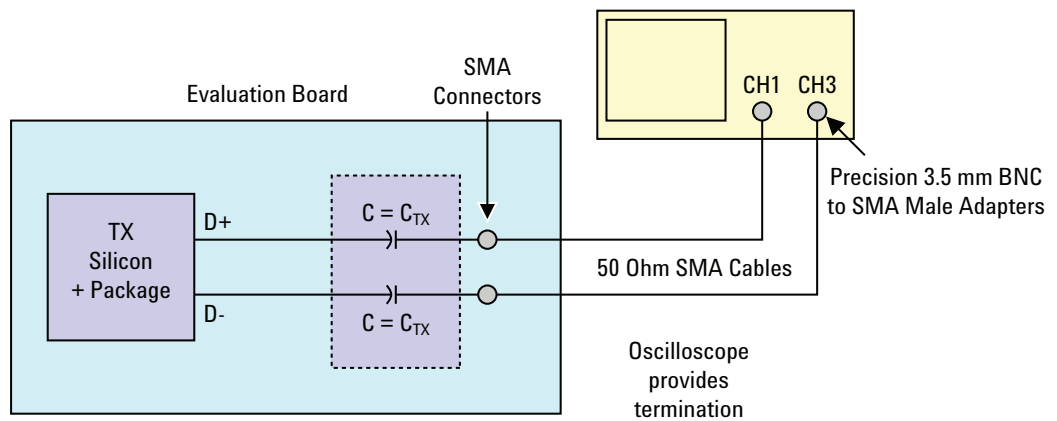 Evaluation Board
SMA
Connectors
CH1 CH3
Precision 3.5 mm BNC
to SMA Male Adapters
TX
Silicon
+ Package
D+
D-
C = CTX
C = CTX
50 Ohm SMA Cables
Oscilloscope
provides
termination